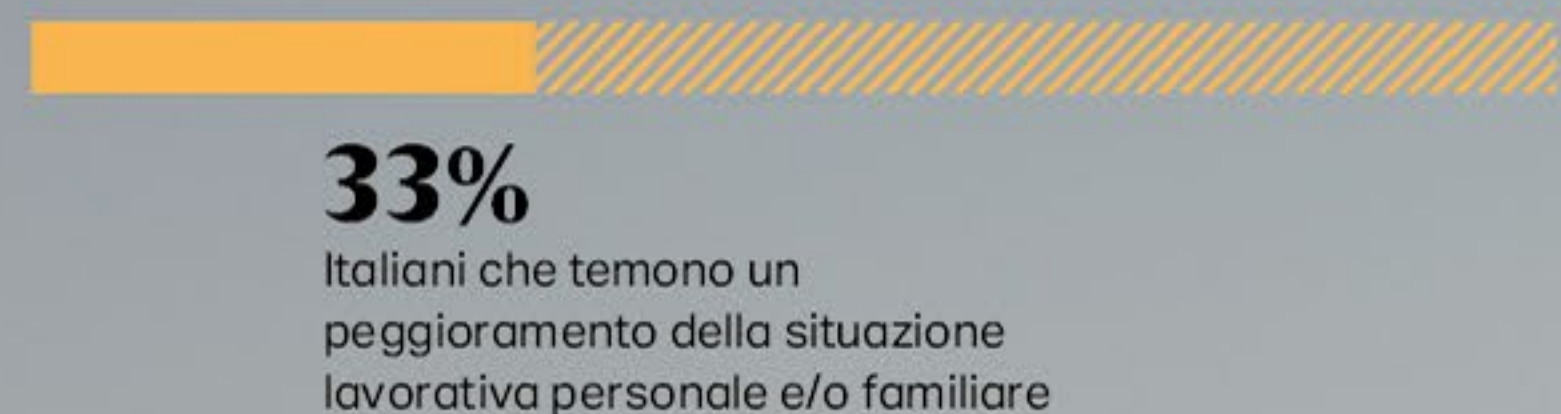 33%
Italiani che temono un
peggioramento della situazione
lavorativa personale e/o familiare